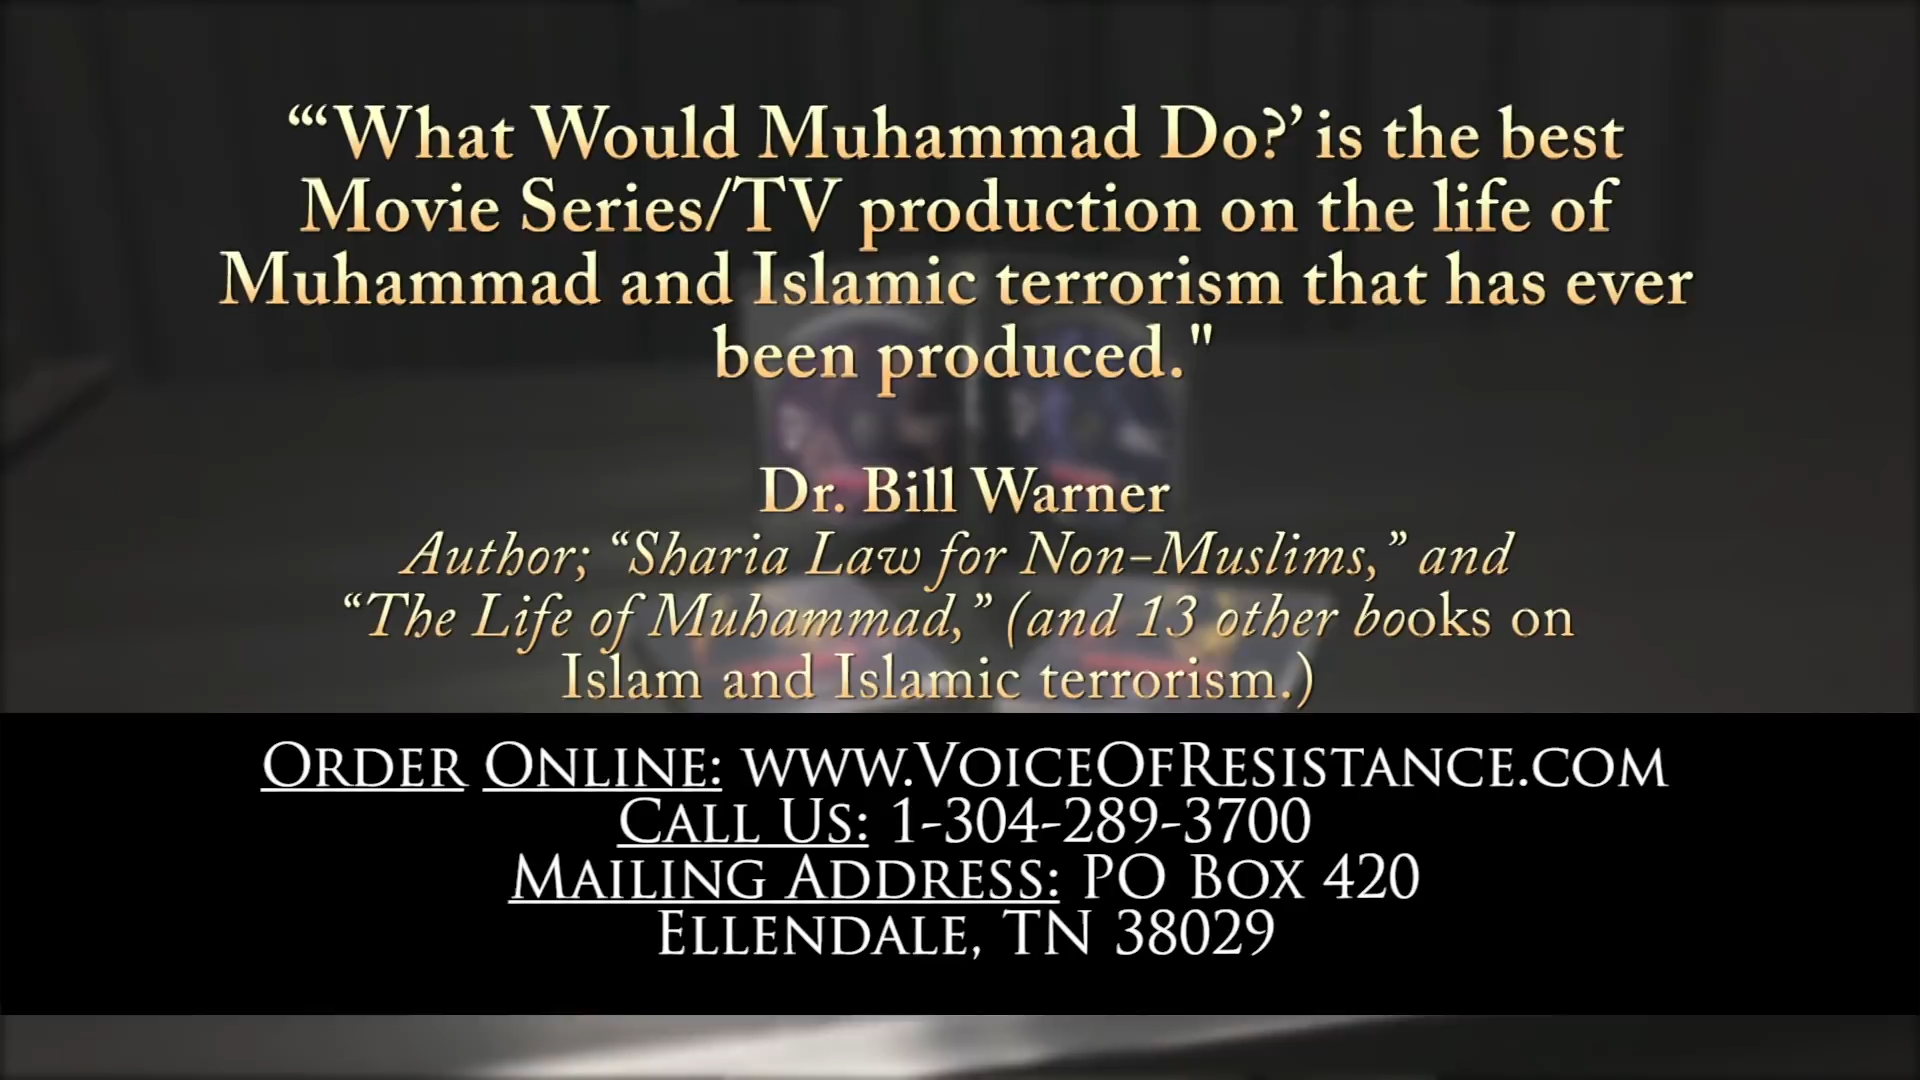 “‘What Would Muhammad Do?’ is the best
Movie Series/TV production on the life of
Muhammad and Islamic terrorism that has ever
been produced."
Dr. Bill Warner
Author; “Sharia Law for Non-Muslims,” and
“The Life of Muhammad,” (and 13 other books on
Islam and Islamic terrorism.)
Order Online: www.VoiceOfResistance.com
Call Us: 1-304-289-3700
Mailing Address: PO Box 420
Ellendale, TN 38029